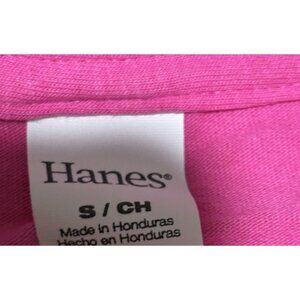 Hanes®
S / CH
Made in Honduras
Hecho en Honduras